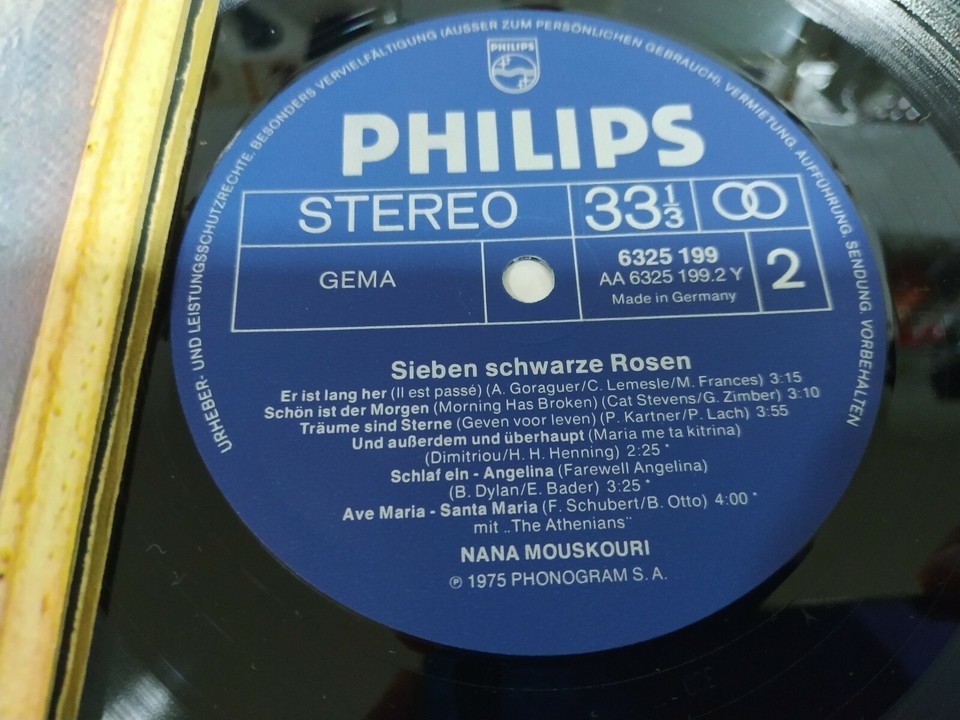 URHEBER- UND LEISTUNGSSCHUTZRECHTE, BESONDERS VERVIELFÄLTIGUNG (AUSSER ZUM PERSÖNLICHEN GEBRAUCH), VERMIETUNG, AUFFÜHRUNG, SENDUNG, VORBEHALTEN
PHILIPS
PHILIPS
STEREO 33 1/3
GEMA
6325 199
AA 6325 199.2 Y
Made in Germany
2
Sieben schwarze Rosen
Er ist lang her (Il est passé) (A. Goraguer/C. Lemesle/M. Frances) 3:15
Schön ist der Morgen (Morning Has Broken) (Cat Stevens/G. Zimber) 3:10
Träume sind Sterne (Geven voor leven) (P. Kartner/P. Lach) 3:55
Und außerdem und überhaupt (Maria me ta kitrina)
(Dimitriou/H. H. Henning) 2:25 *
Schlaf ein - Angelina (Farewell Angelina)
(B. Dylan/E. Bader) 3:25 *
Ave Maria - Santa Maria (F. Schubert/B. Otto) 4:00 *
mit „The Athenians"
NANA MOUSKOURI
℗ 1975 PHONOGRAM S. A.